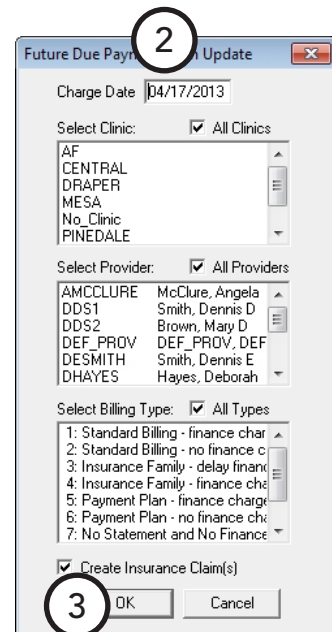 2
Future Due Paym Update
Charge Date 04/17/2013
Select Clinic: All Clinics
AF
CENTRAL
DRAPER
MESA
No_Clinic
PINEDALE
Select Provider: All Providers
AMCCLURE McClure, Angela
DDS1 Smith, Dennis D
DDS2 Brown, Mary D
DEF_PROV DEF_PROV, DEF
DESMITH Smith, Dennis E
DHAYES Hayes, Deborah
Select Billing Type: All Types
1: Standard Billing - finance char
2: Standard Billing - no finance c
3: Insurance Family - delay financ
4: Insurance Family - finance cha
5: Payment Plan - finance charge
6: Payment Plan - no finance cha
7: No Statement and No Finance
Create Insurance Claim(s)
3 OK Cancel